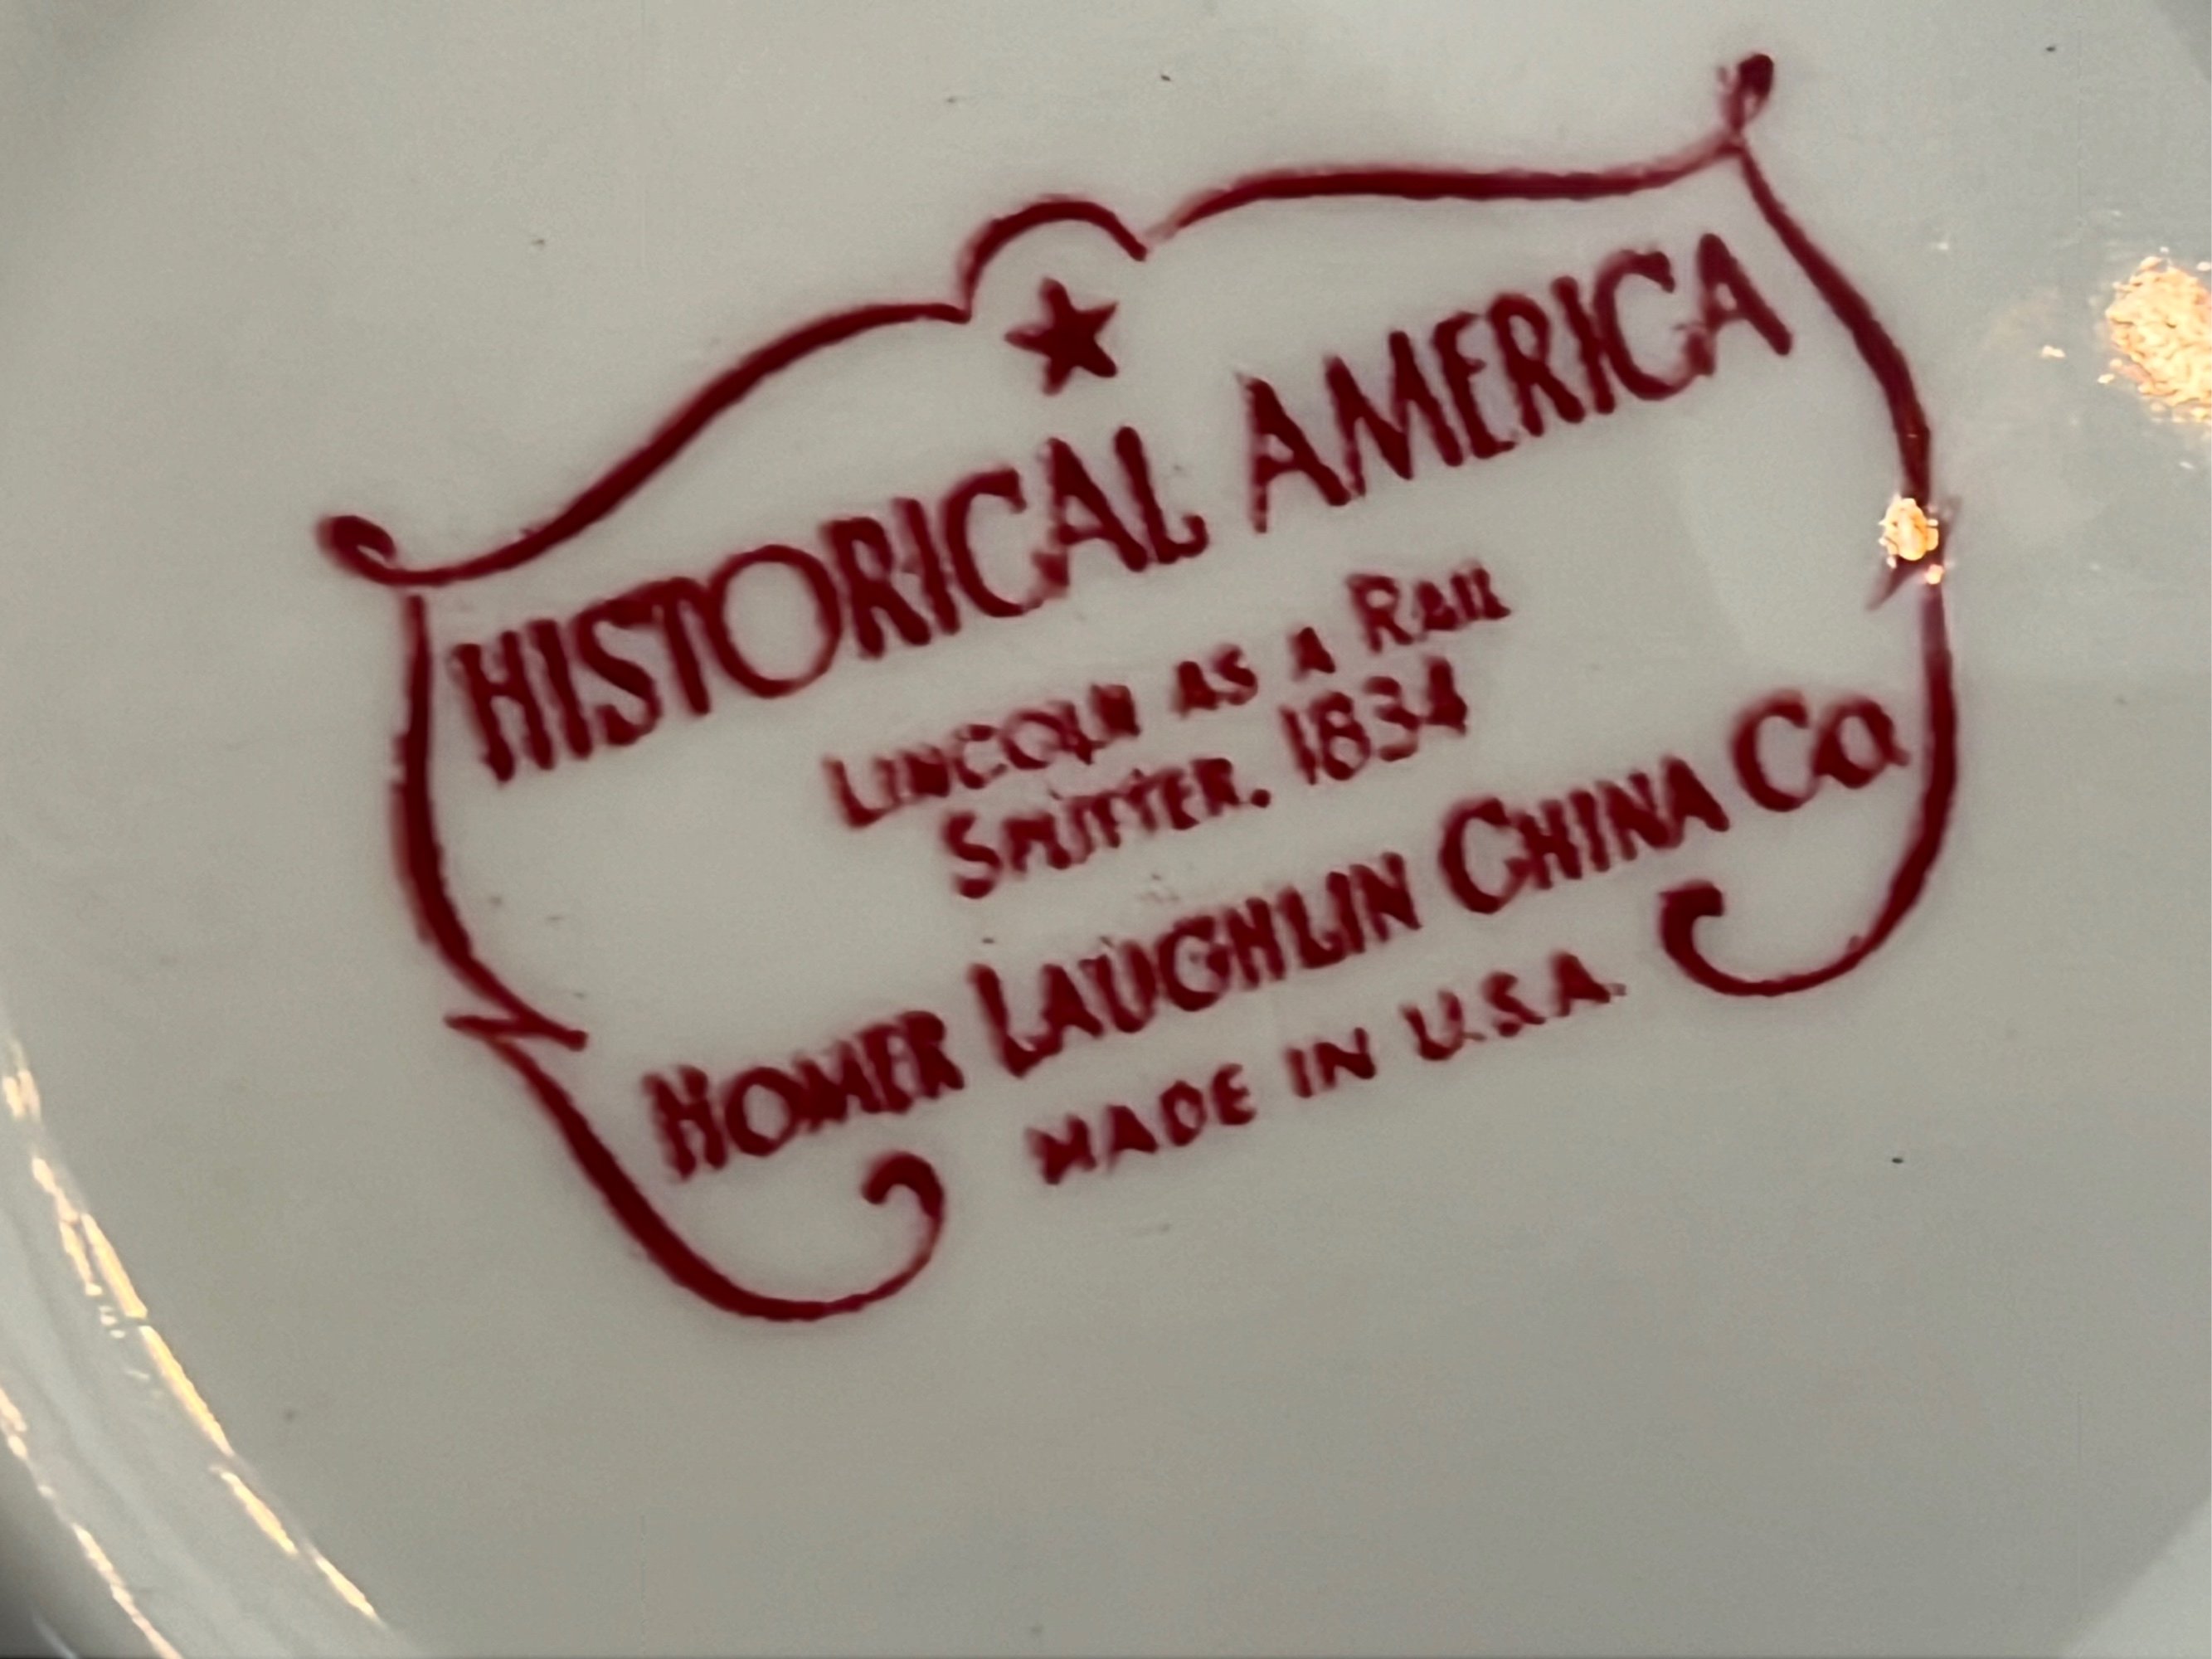 HISTORICAL AMERICA
LINCOLN AS A RAIL
SPLITTER. 1834
HOMER LAUGHLIN CHINA CO.
MADE IN U.S.A.